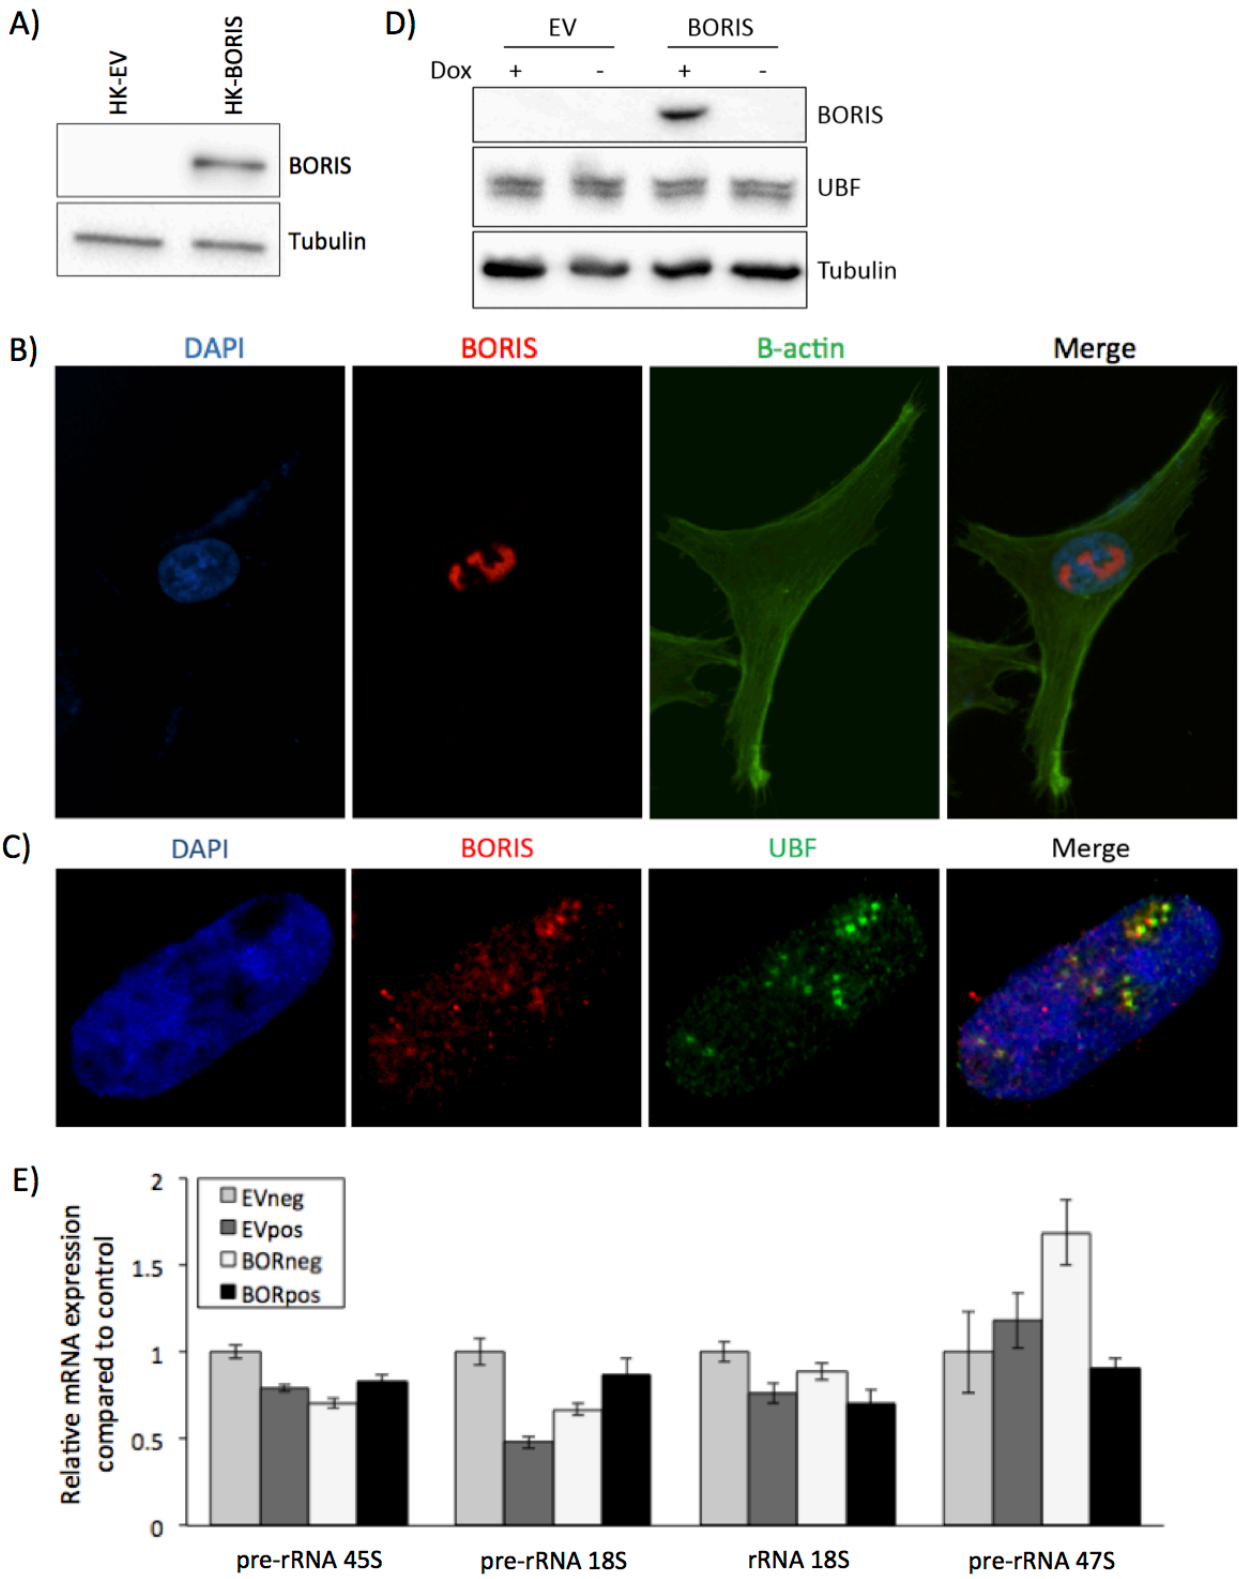 A)
HK-EV
HK-BORIS
BORIS
Tubulin
D)
EV BORIS
Dox + - + -
BORIS
UBF
Tubulin
B)
DAPI BORIS B-actin Merge
C)
DAPI BORIS UBF Merge
E)
Relative mRNA expression
compared to control
2
1.5
1
0.5
0
EVneg
EVpos
BORneg
BORpos
pre-rRNA 45S pre-rRNA 18S rRNA 18S pre-rRNA 47S